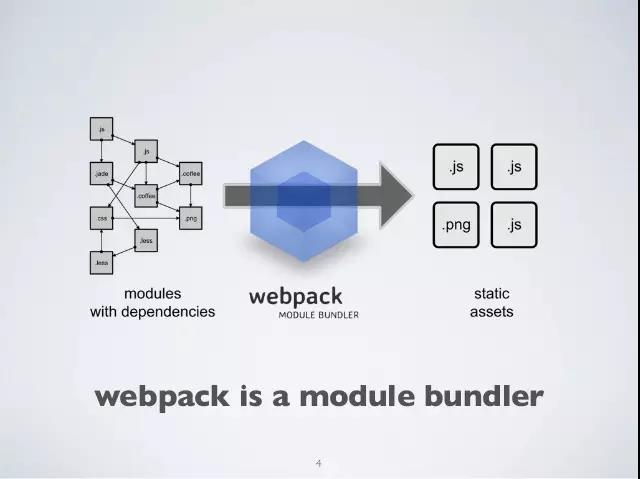 .js
.js
.jade
.coffee
.coffee
.css
.png
.less
.less
modules
with dependencies
webpack
MODULE BUNDLER
.js
.js
.png
.js
static
assets
webpack is a module bundler
4